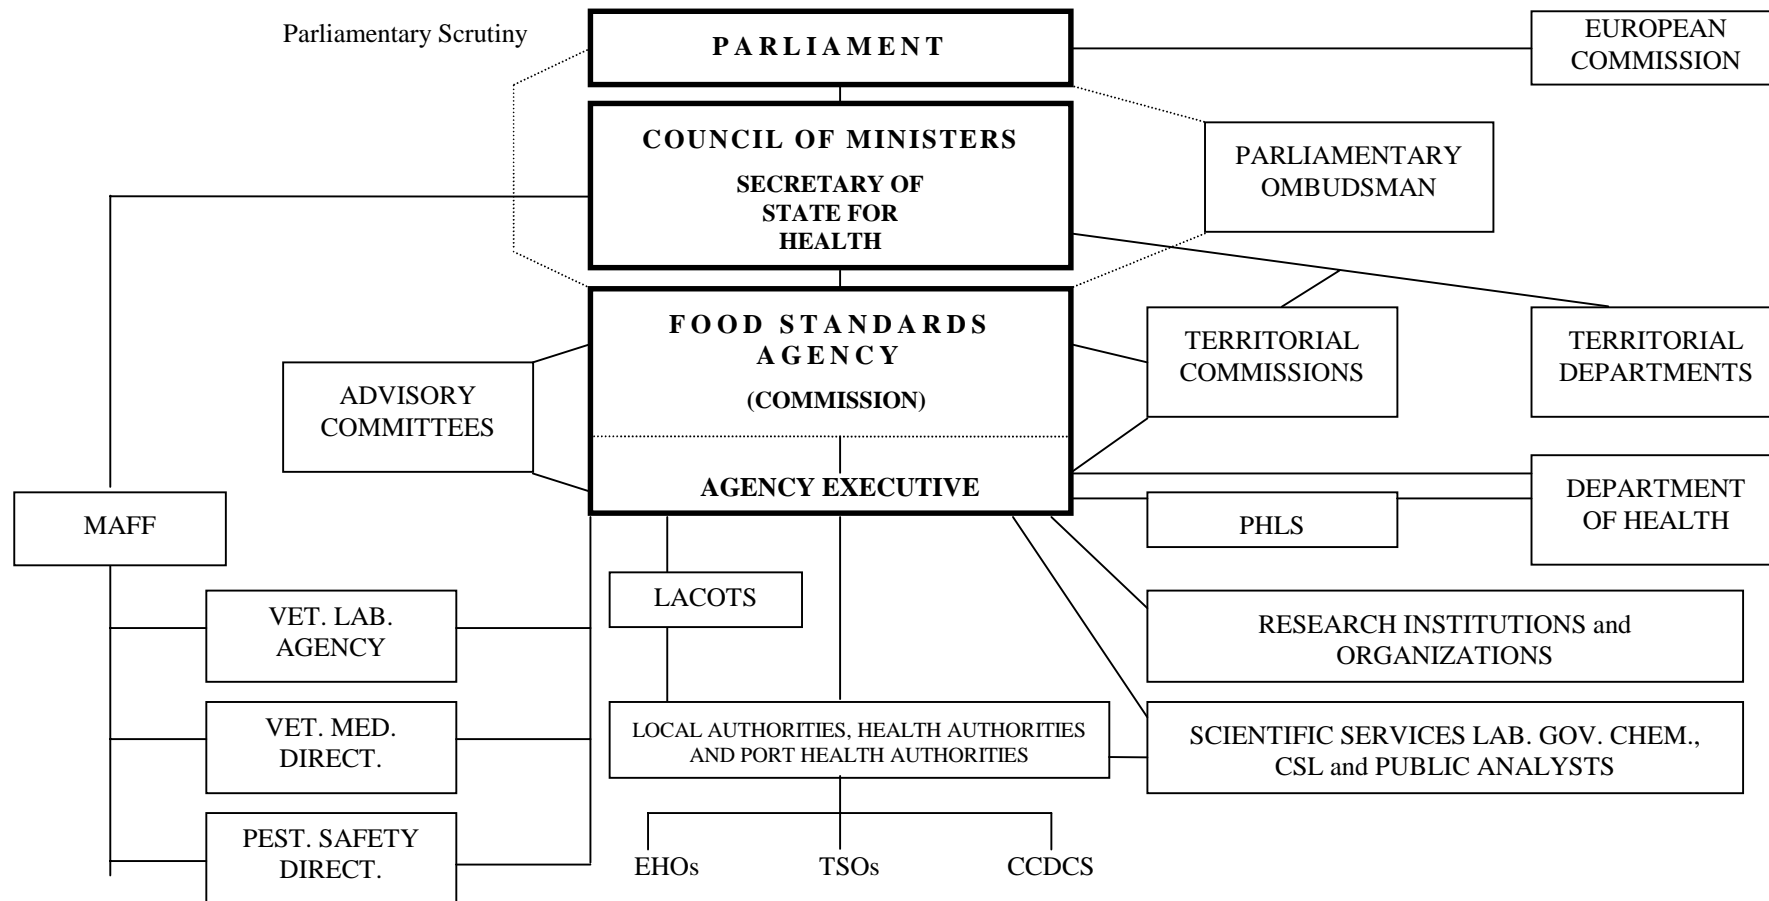 Parliamentary Scrutiny
PARLIAMENT
EUROPEAN
COMMISSION
COUNCIL OF MINISTERS
SECRETARY OF
STATE FOR
HEALTH
PARLIAMENTARY
OMBUDSMAN
FOOD STANDARDS
AGENCY
(COMMISSION)
AGENCY EXECUTIVE
ADVISORY
COMMITTEES
TERRITORIAL
COMMISSIONS
TERRITORIAL
DEPARTMENTS
MAFF
PHLS
DEPARTMENT
OF HEALTH
VET. LAB.
AGENCY
LACOTS
RESEARCH INSTITUTIONS and
ORGANIZATIONS
VET. MED.
DIRECT.
LOCAL AUTHORITIES, HEALTH AUTHORITIES
AND PORT HEALTH AUTHORITIES
SCIENTIFIC SERVICES LAB. GOV. CHEM.,
CSL and PUBLIC ANALYSTS
PEST. SAFETY
DIRECT.
EHOs
TSOs
CCDCS